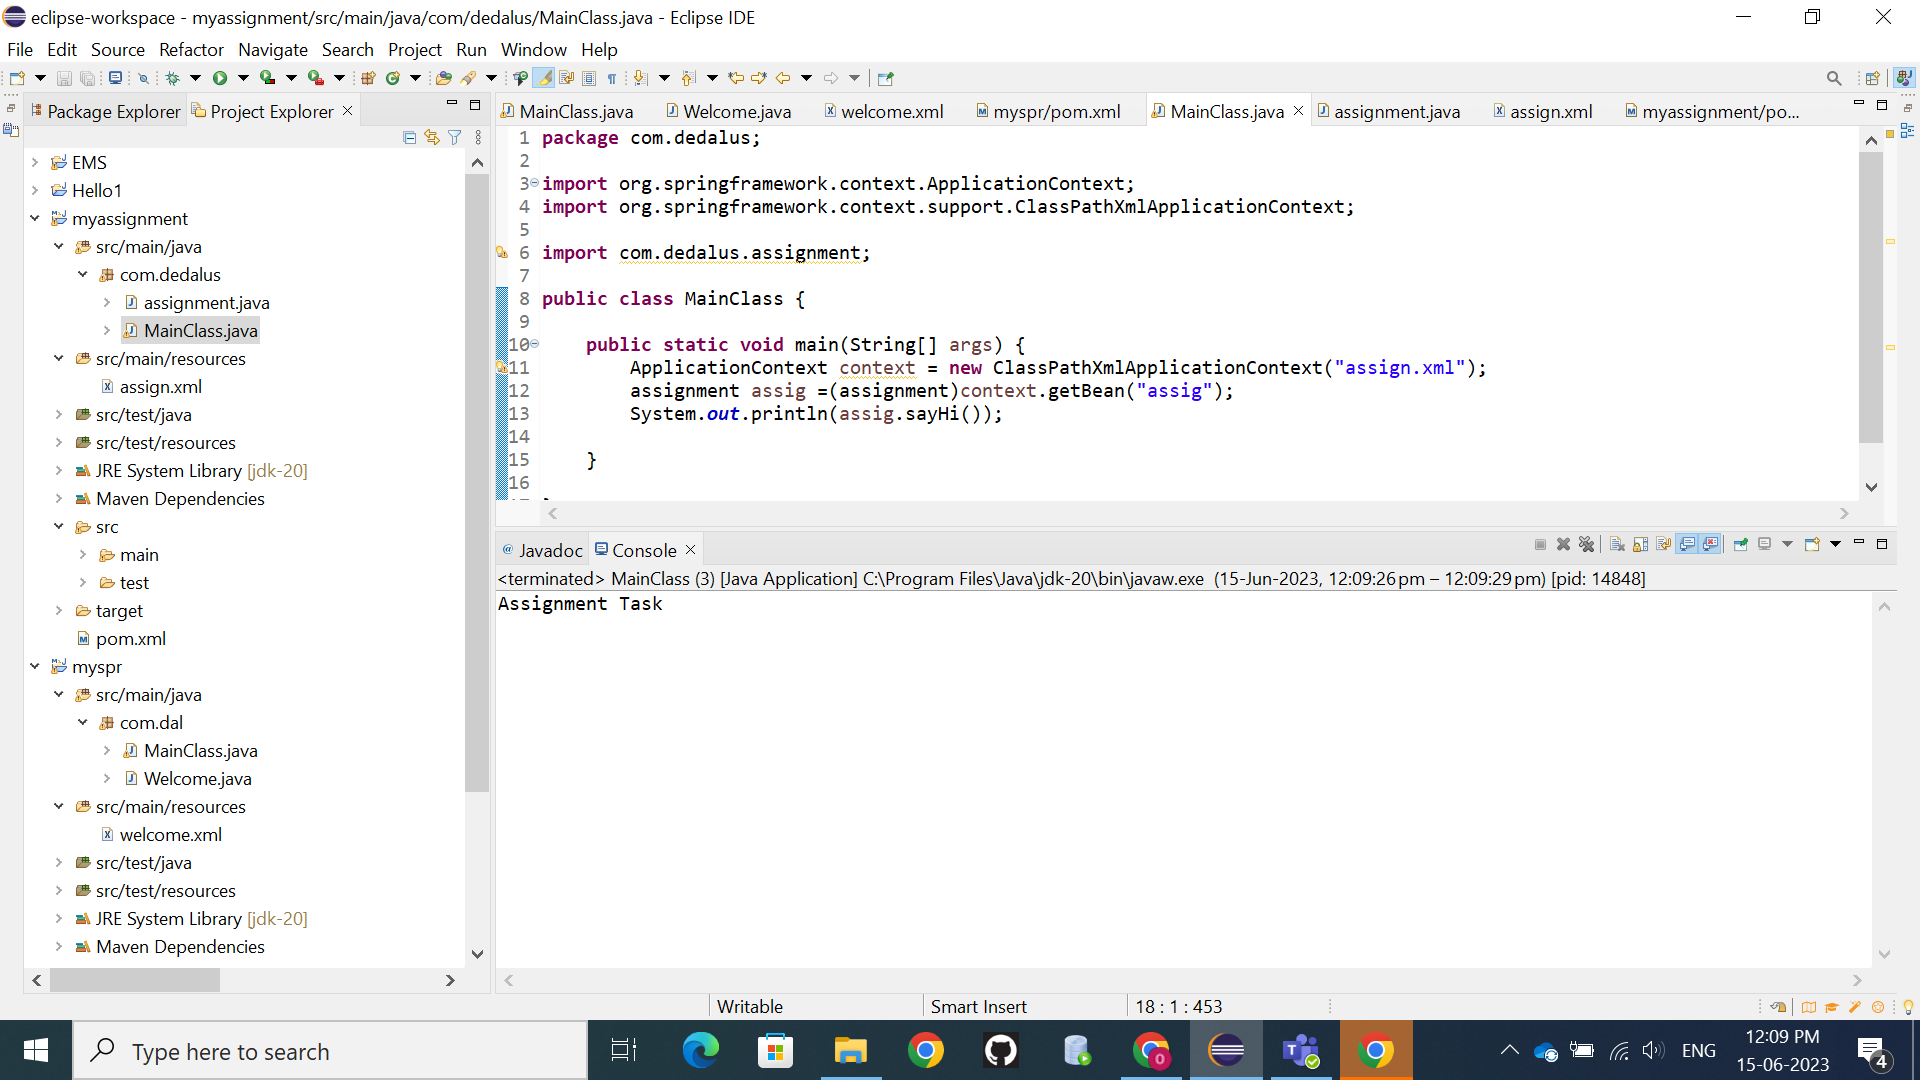 eclipse-workspace - myassignment/src/main/java/com/dedalus/MainClass.java - Eclipse IDE
File Edit Source Refactor Navigate Search Project Run Window Help
Package Explorer Project Explorer
EMS
Hello1
myassignment
src/main/java
com.dedalus
assignment.java
MainClass.java
src/main/resources
assign.xml
src/test/java
src/test/resources
JRE System Library [jdk-20]
Maven Dependencies
src
main
test
target
pom.xml
myspr
src/main/java
com.dal
MainClass.java
Welcome.java
src/main/resources
welcome.xml
src/test/java
src/test/resources
JRE System Library [jdk-20]
Maven Dependencies
MainClass.java Welcome.java welcome.xml myspr/pom.xml MainClass.java assignment.java assign.xml myassignment/po...
1 package com.dedalus;
2
3 import org.springframework.context.ApplicationContext;
4 import org.springframework.context.support.ClassPathXmlApplicationContext;
5
6 import com.dedalus.assignment;
7
8 public class MainClass {
9
10 public static void main(String[] args) {
11 ApplicationContext context = new ClassPathXmlApplicationContext("assign.xml");
12 assignment assig =(assignment)context.getBean("assig");
13 System.out.println(assig.sayHi());
14
15 }
16
Javadoc Console
<terminated> MainClass (3) [Java Application] C:\Program Files\Java\jdk-20\bin\javaw.exe (15-Jun-2023, 12:09:26 pm – 12:09:29 pm) [pid: 14848]
Assignment Task
Writable Smart Insert 18 : 1 : 453
Type here to search
ENG
12:09 PM
15-06-2023
4